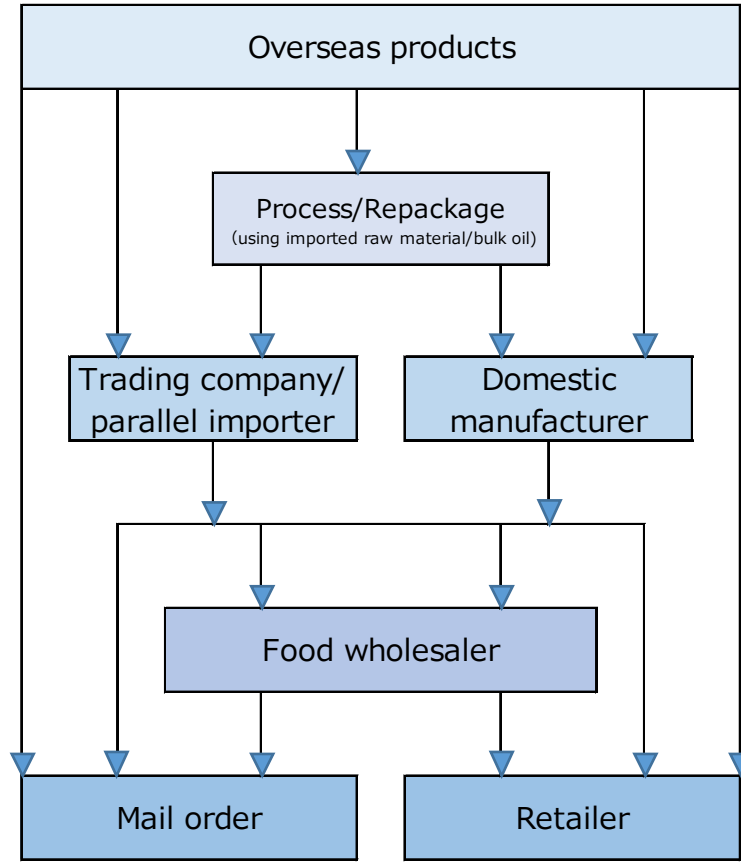 Overseas products
Process/Repackage
(using imported raw material/bulk oil)
Trading company/
parallel importer
Domestic
manufacturer
Food wholesaler
Mail order
Retailer